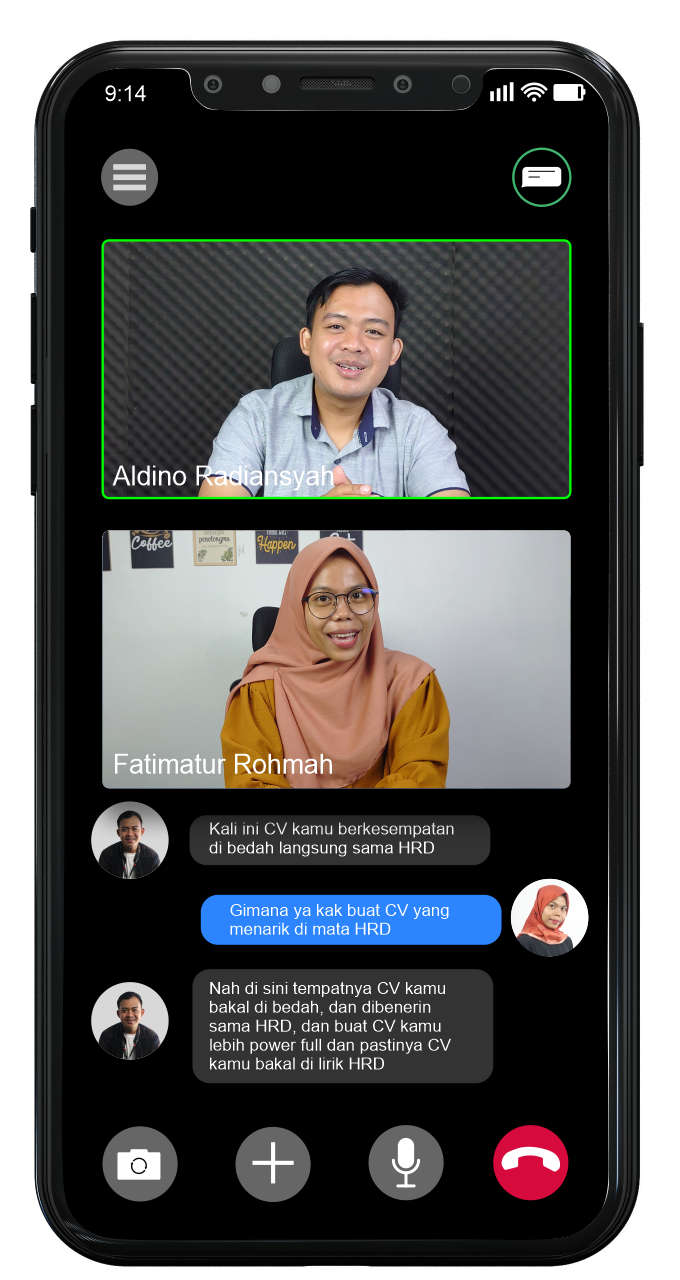 9:14
Coffee
penolongmu
Happen
Aldino Radiansyah
Fatimatur Rohmah
Kali ini CV kamu berkesempatan
di bedah langsung sama HRD
Gimana ya kak buat CV yang
menarik di mata HRD
Nah di sini tempatnya CV kamu
bakal di bedah, dan dibenerin
sama HRD, dan buat CV kamu
lebih power full dan pastinya CV
kamu bakal di lirik HRD